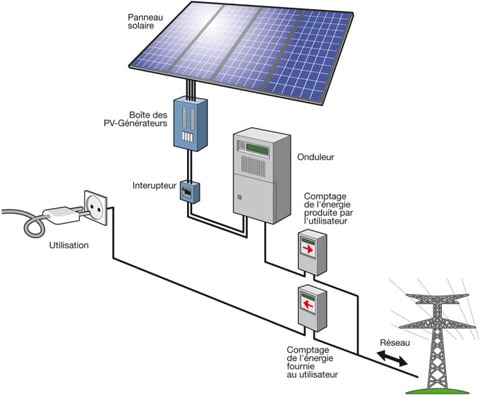 Panneau
solaire
Boîte des
PV-Générateurs
Onduleur
Interupteur
Comptage
de l'énergie
produite par
l'utilisateur
Utilisation
Réseau
Comptage
de l'énergie
fournie
au utilisateur